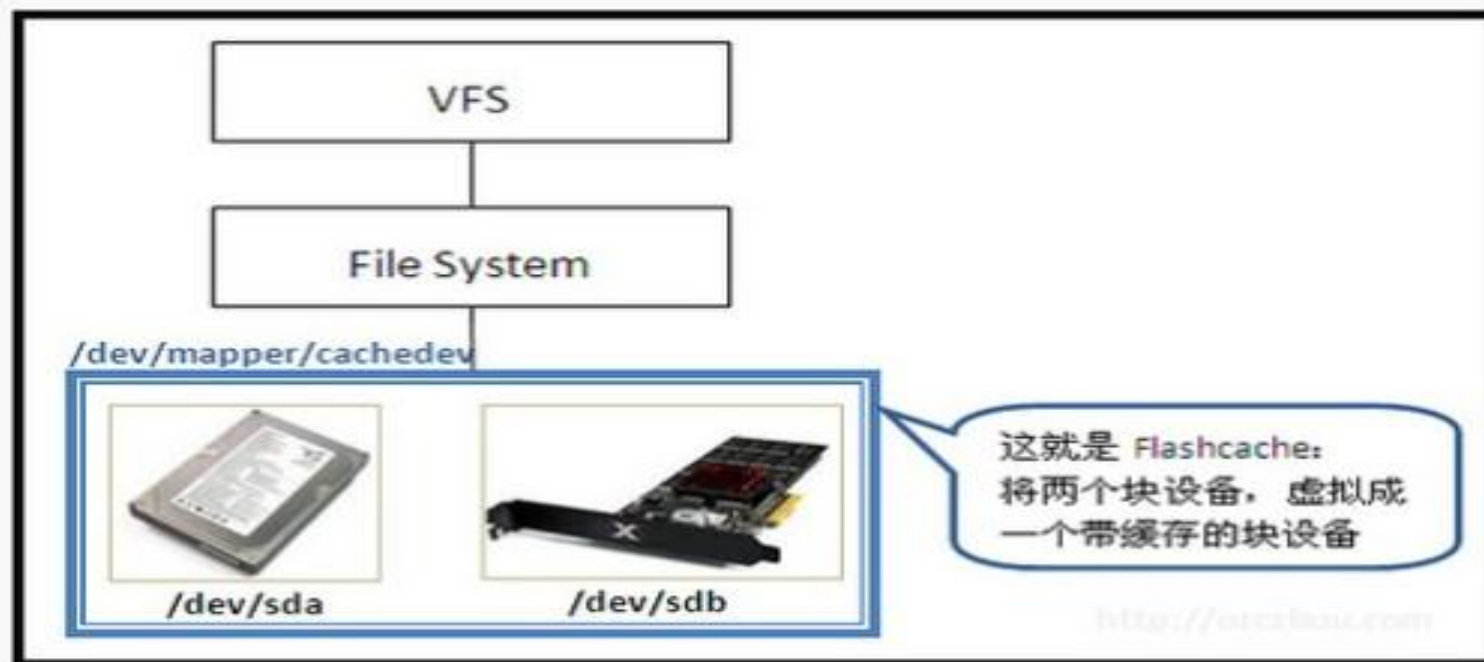 VFS
File System
/dev/mapper/cachedev
这就是 Flashcache:
将两个块设备，虚拟成
一个带缓存的块设备
/dev/sda
/dev/sdb